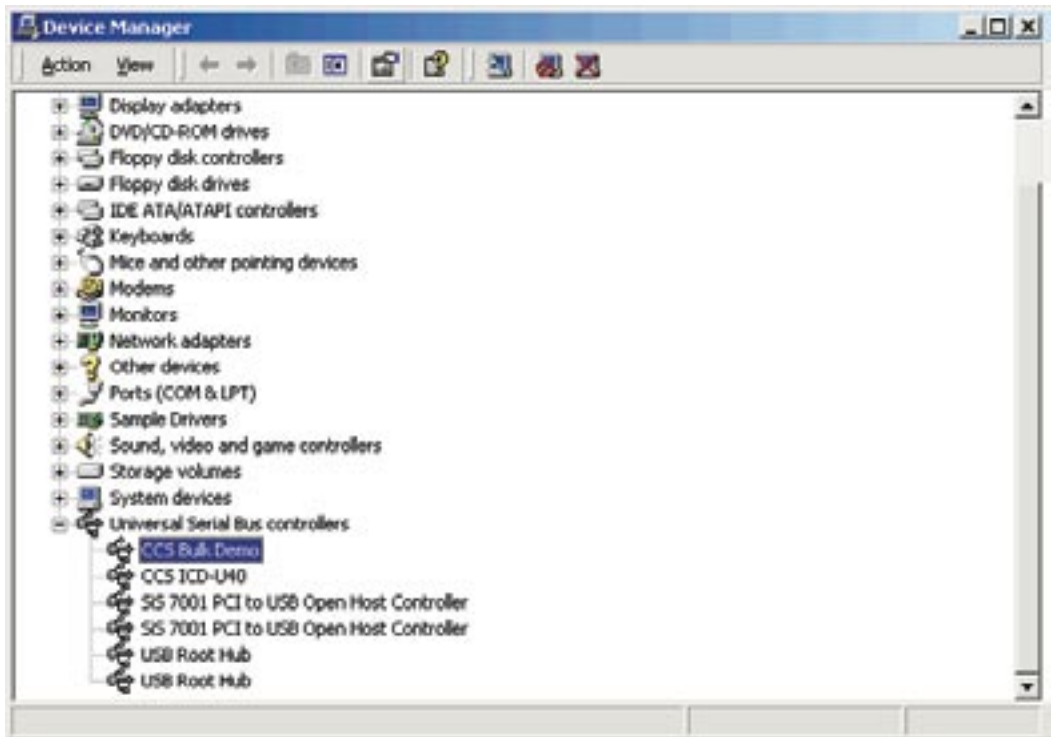 Device Manager
Action View
Display adapters
DVD/CD-ROM drives
Floppy disk controllers
Floppy disk drives
IDE ATA/ATAPI controllers
Keyboards
Mice and other pointing devices
Modems
Monitors
Network adapters
Other devices
Ports (COM & LPT)
Sample Drivers
Sound, video and game controllers
Storage volumes
System devices
Universal Serial Bus controllers
CCS Bulk Demo
CCS ICD-U40
SiS 7001 PCI to USB Open Host Controller
SiS 7001 PCI to USB Open Host Controller
USB Root Hub
USB Root Hub